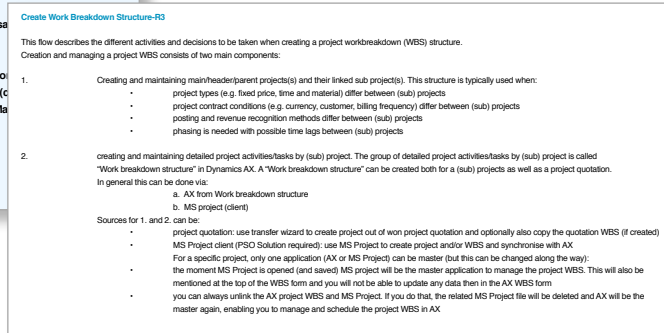 Create Work Breakdown Structure-R3
This flow describes the different activities and decisions to be taken when creating a project workbreakdown (WBS) structure.
Creation and managing a project WBS consists of two main components:
1. Creating and maintaining main/header/parent projects(s) and their linked sub project(s). This structure is typically used when:
• project types (e.g. fixed price, time and material) differ between (sub) projects
• project contract conditions (e.g. currency, customer, billing frequency) differ between (sub) projects
• posting and revenue recognition methods differ between (sub) projects
• phasing is needed with possible time lags between (sub) projects
2. creating and maintaining detailed project activities/tasks by (sub) project. The group of detailed project activities/tasks by (sub) project is called
"Work breakdown structure" in Dynamics AX. A "Work breakdown structure" can be created both for a (sub) projects as well as a project quotation.
In general this can be done via:
a. AX from Work breakdown structure
b. MS project (client)
Sources for 1. and 2. can be:
• project quotation: use transfer wizard to create project out of won project quotation and optionally also copy the quotation WBS (if created)
• MS Project client (PSO Solution required): use MS Project to create project and/or WBS and synchronise with AX
For a specific project, only one application (AX or MS Project) can be master (but this can be changed along the way):
• the moment MS Project is opened (and saved) MS project will be the master application to manage the project WBS. This will also be
mentioned at the top of the WBS form and you will not be able to update any data then in the AX WBS form
• you can always unlink the AX project WBS and MS Project. If you do that, the related MS Project file will be deleted and AX will be the
master again, enabling you to manage and schedule the project WBS in AX